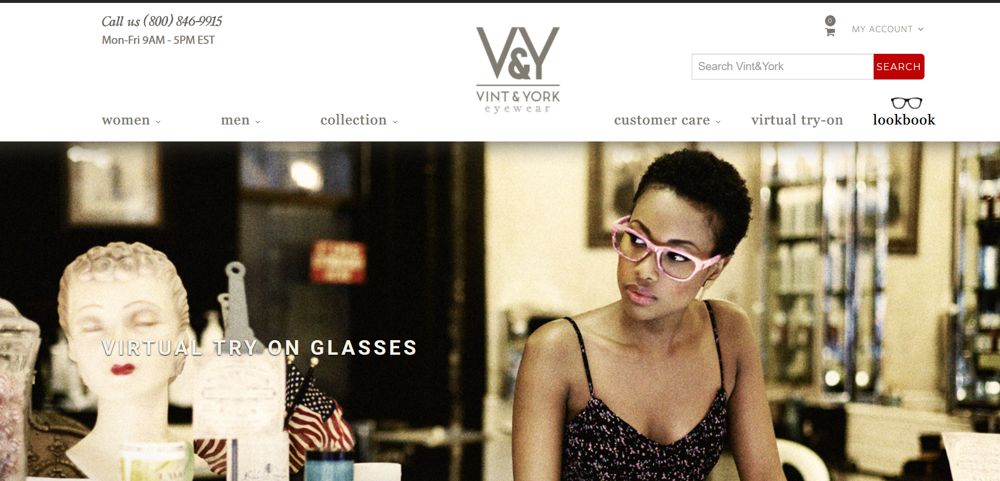 Call us (800) 846-9915
Mon-Fri 9AM - 5PM EST
V&Y
VINT & YORK
eyewear
0
MY ACCOUNT
Search Vint&York
SEARCH
women
men
collection
customer care
virtual try-on
lookbook
VIRTUAL TRY ON GLASSES